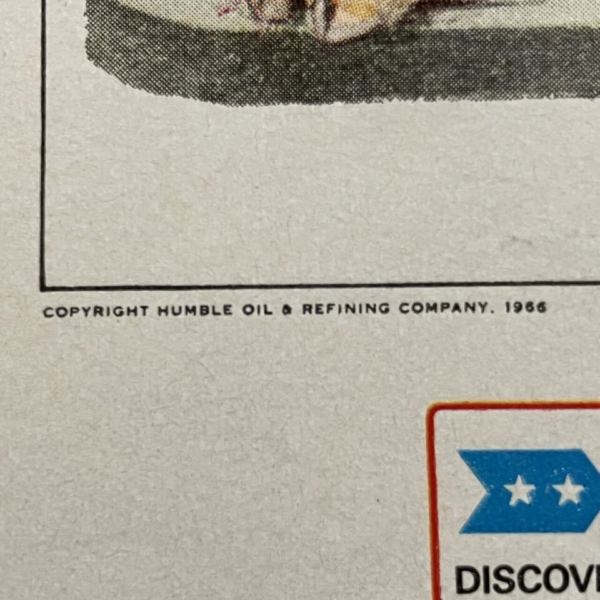 COPYRIGHT HUMBLE OIL & REFINING COMPANY, 1966